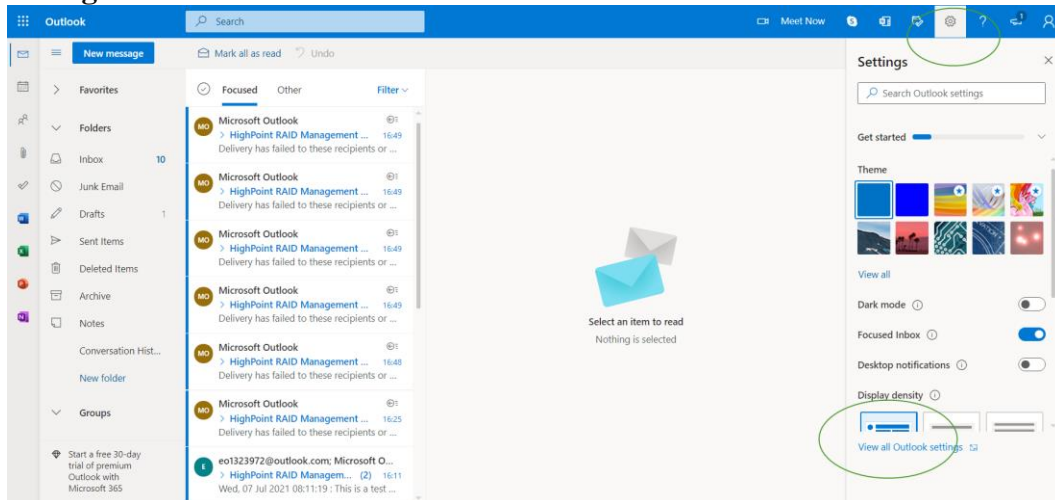 Outlook
Search
Meet Now
New message
Mark all as read
Undo
Favorites
Folders
Inbox 10
Junk Email
Drafts 1
Sent Items
Deleted Items
Archive
Notes
Conversation Hist...
New folder
Groups
Start a free 30-day
trial of premium
Outlook with
Microsoft 365
Focused Other Filter
MO Microsoft Outlook
> HighPoint RAID Management ... 16:49
Delivery has failed to these recipients or ...
MO Microsoft Outlook
> HighPoint RAID Management ... 16:49
Delivery has failed to these recipients or ...
MO Microsoft Outlook
> HighPoint RAID Management ... 16:49
Delivery has failed to these recipients or ...
MO Microsoft Outlook
> HighPoint RAID Management ... 16:49
Delivery has failed to these recipients or ...
MO Microsoft Outlook
> HighPoint RAID Management ... 16:48
Delivery has failed to these recipients or ...
MO Microsoft Outlook
> HighPoint RAID Management ... 16:25
Delivery has failed to these recipients or ...
E eo1323972@outlook.com; Microsoft O...
> HighPoint RAID Managem... (2) 16:11
Wed, 07 Jul 2021 08:11:19 : This is a test ...
Select an item to read
Nothing is selected
Settings
Search Outlook settings
Get started
Theme
View all
Dark mode
Focused Inbox
Desktop notifications
Display density
View all Outlook settings